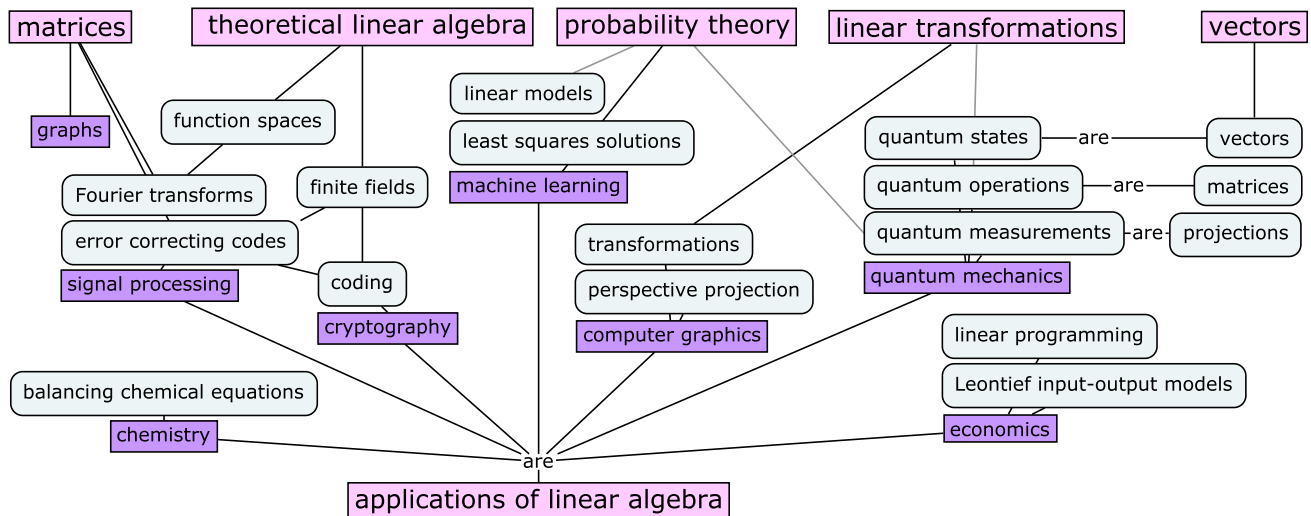 matrices
theoretical linear algebra
probability theory
linear transformations
vectors
linear models
function spaces
graphs
least squares solutions
quantum states
are
vectors
Fourier transforms
finite fields
machine learning
quantum operations
are
matrices
error correcting codes
transformations
quantum measurements
are
projections
signal processing
coding
perspective projection
quantum mechanics
cryptography
computer graphics
linear programming
balancing chemical equations
Leontief input-output models
chemistry
economics
are
applications of linear algebra